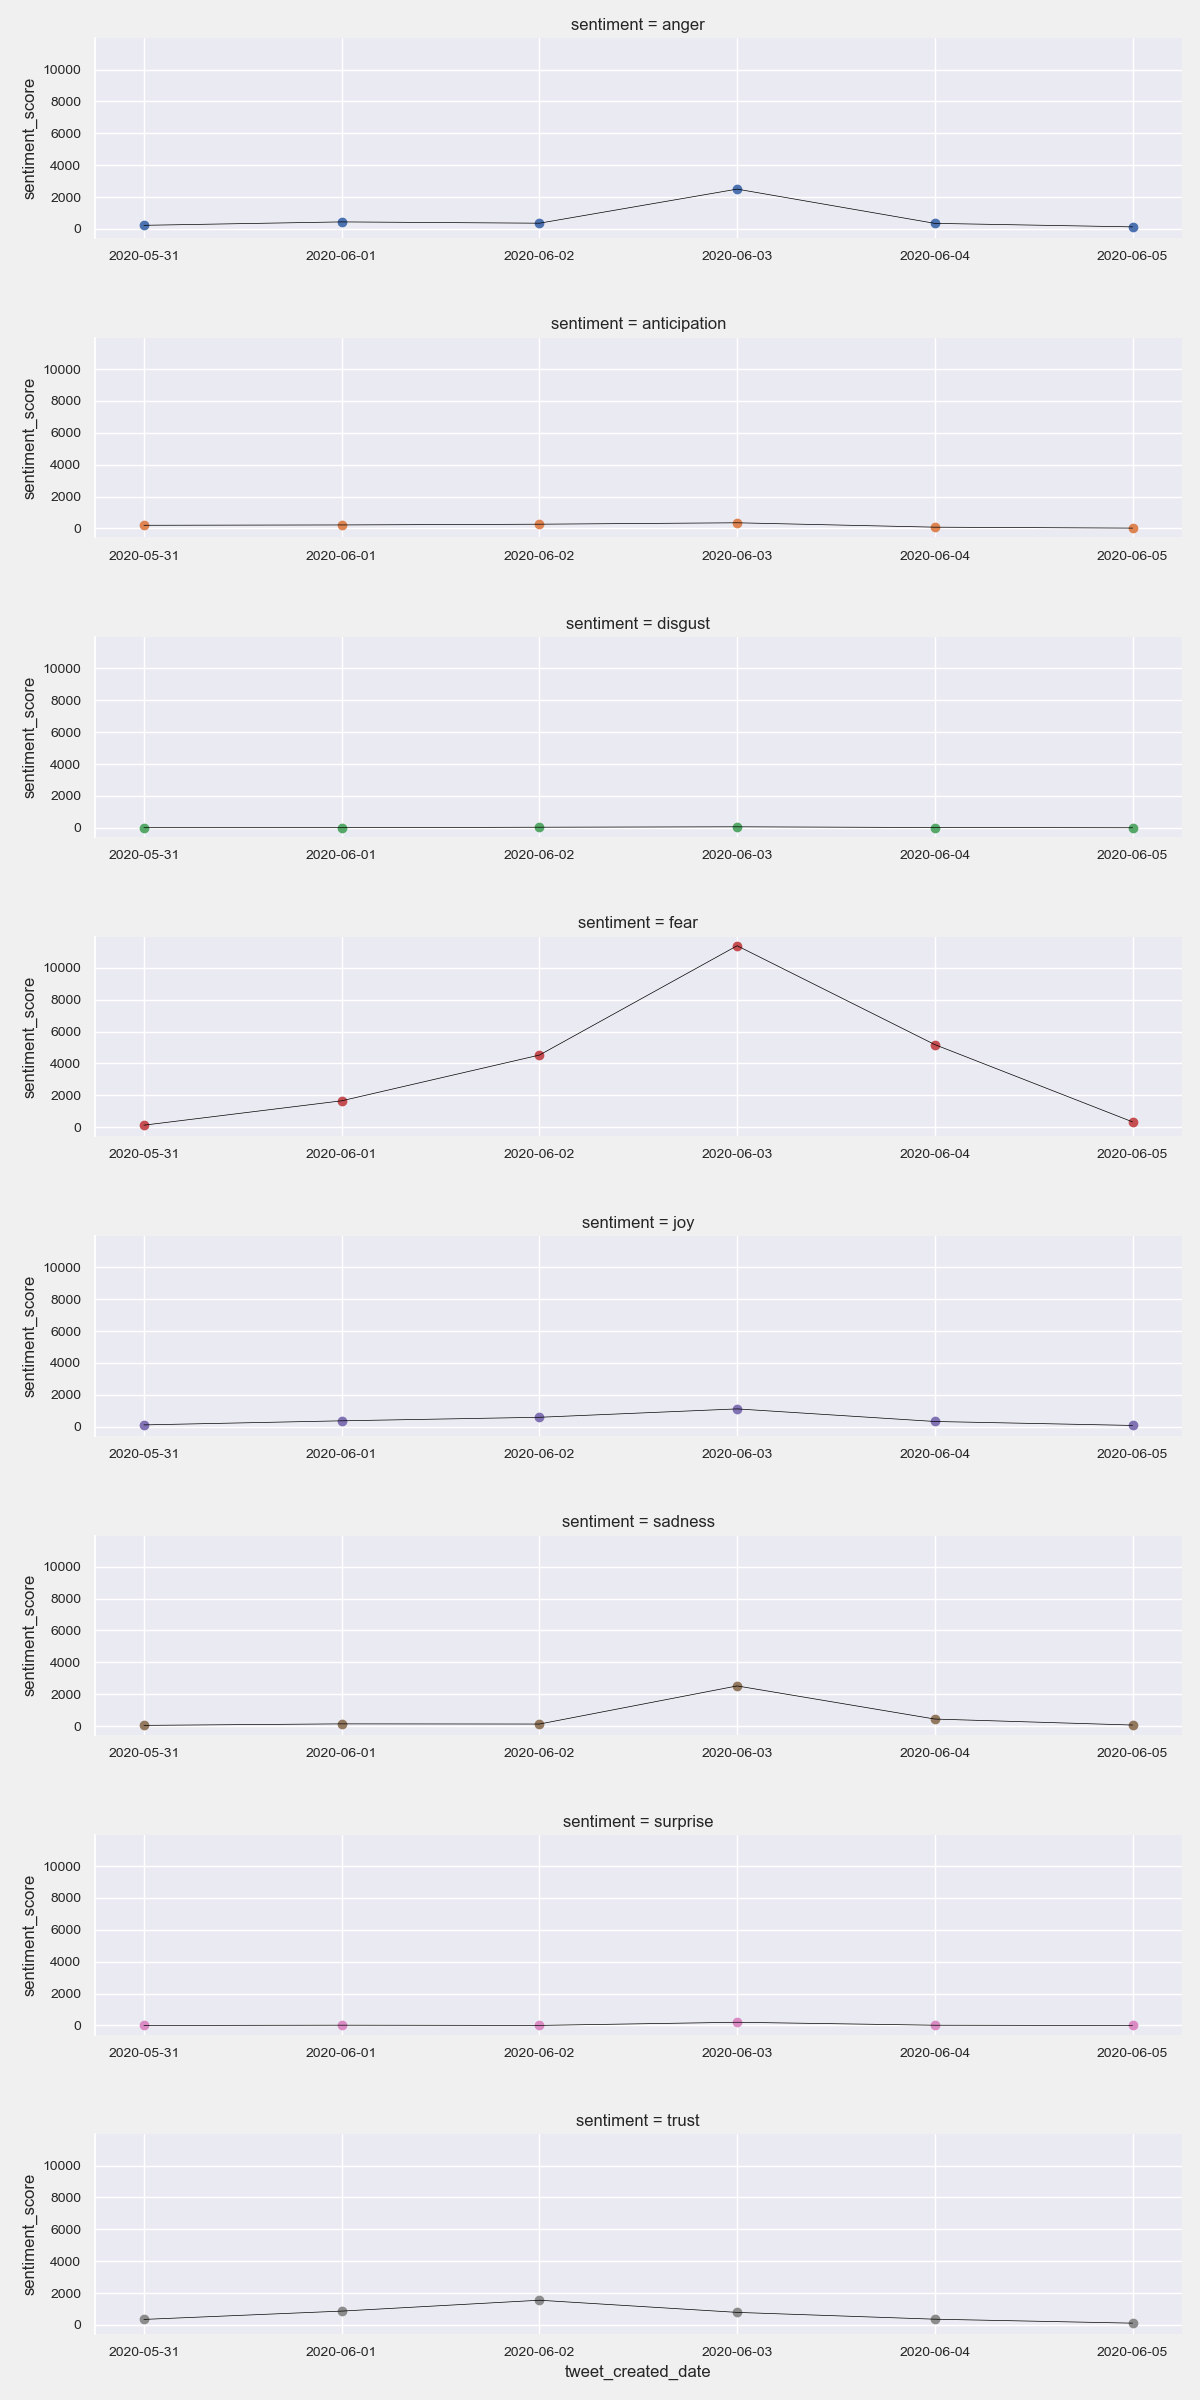 sentiment = anger
sentiment_score
10000
8000
6000
4000
2000
0
2020-05-31 2020-06-01 2020-06-02 2020-06-03 2020-06-04 2020-06-05
sentiment = anticipation
sentiment_score
10000
8000
6000
4000
2000
0
2020-05-31 2020-06-01 2020-06-02 2020-06-03 2020-06-04 2020-06-05
sentiment = disgust
sentiment_score
10000
8000
6000
4000
2000
0
2020-05-31 2020-06-01 2020-06-02 2020-06-03 2020-06-04 2020-06-05
sentiment = fear
sentiment_score
10000
8000
6000
4000
2000
0
2020-05-31 2020-06-01 2020-06-02 2020-06-03 2020-06-04 2020-06-05
sentiment = joy
sentiment_score
10000
8000
6000
4000
2000
0
2020-05-31 2020-06-01 2020-06-02 2020-06-03 2020-06-04 2020-06-05
sentiment = sadness
sentiment_score
10000
8000
6000
4000
2000
0
2020-05-31 2020-06-01 2020-06-02 2020-06-03 2020-06-04 2020-06-05
sentiment = surprise
sentiment_score
10000
8000
6000
4000
2000
0
2020-05-31 2020-06-01 2020-06-02 2020-06-03 2020-06-04 2020-06-05
sentiment = trust
sentiment_score
10000
8000
6000
4000
2000
0
2020-05-31 2020-06-01 2020-06-02 2020-06-03 2020-06-04 2020-06-05
tweet_created_date